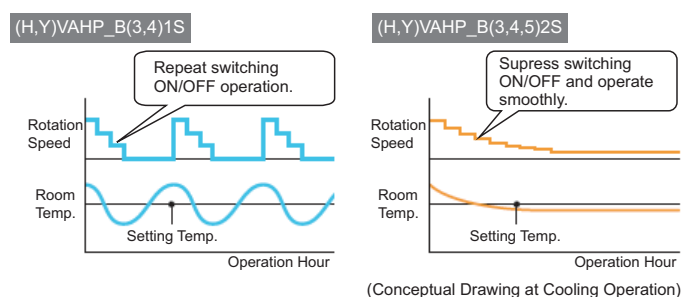 (H,Y)VAHP_B(3,4)1S
Repeat switching
ON/OFF operation.
Rotation
Speed
Room
Temp.
Setting Temp.
Operation Hour
(H,Y)VAHP_B(3,4,5)2S
Supress switching
ON/OFF and operate
smoothly.
Rotation
Speed
Room
Temp.
Setting Temp.
Operation Hour
(Conceptual Drawing at Cooling Operation)